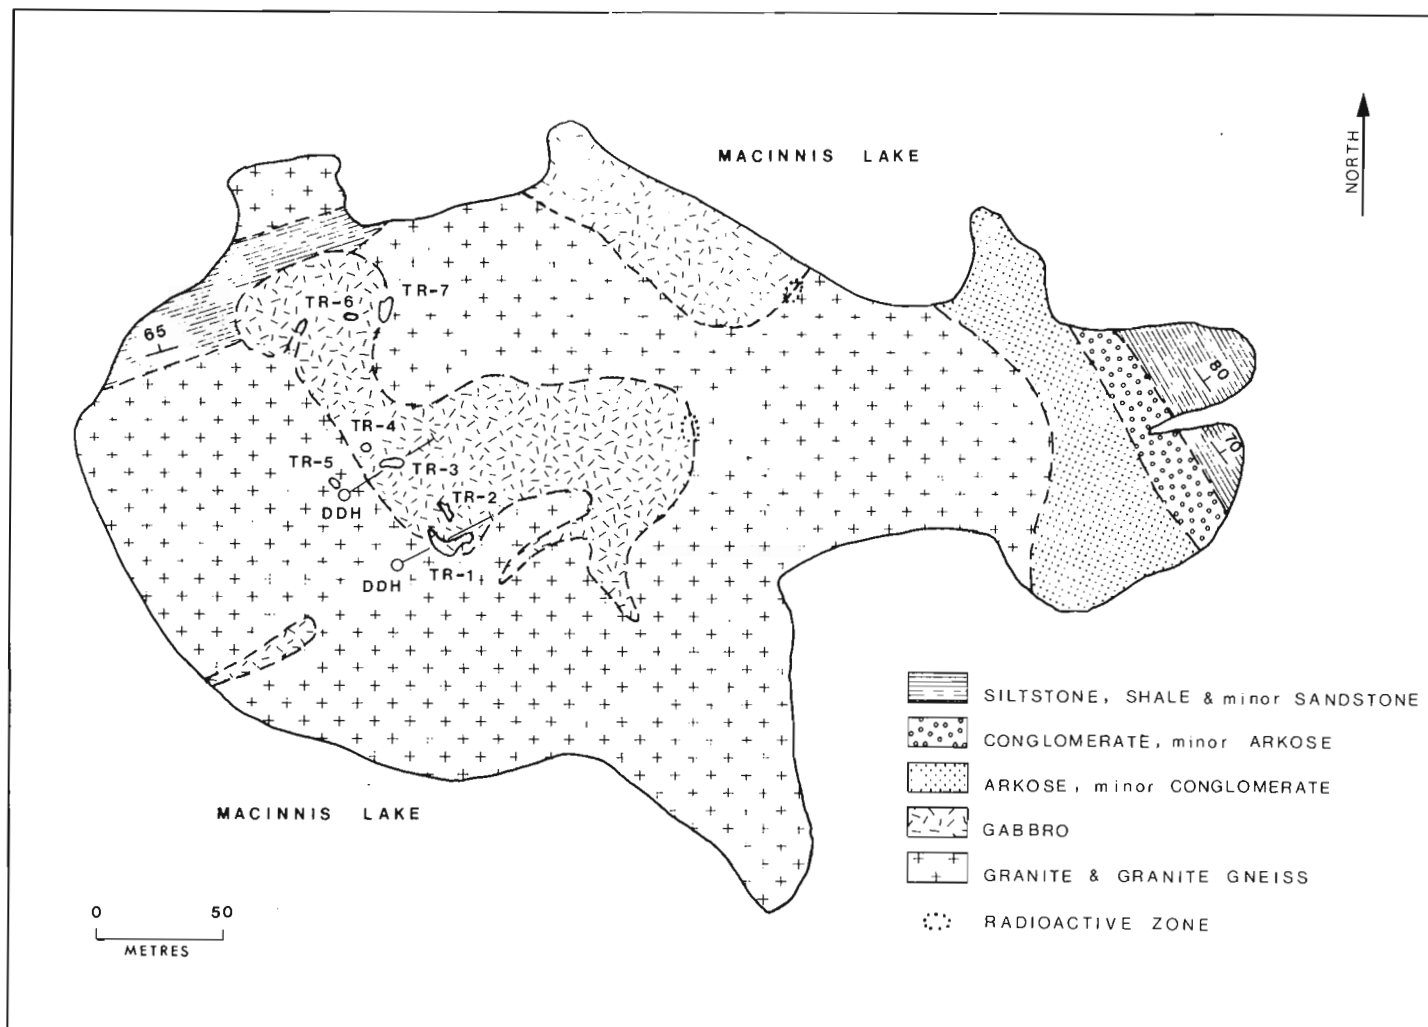 MACINNIS LAKE
NORTH
TR-6
TR-7
65
80
TR-4
70
TR-5
TR-3
TR-2
DDH
TR-1
DDH
SILTSTONE, SHALE & minor SANDSTONE
CONGLOMERATE, minor ARKOSE
ARKOSE, minor CONGLOMERATE
MACINNIS LAKE
GABBRO
GRANITE & GRANITE GNEISS
0 50
RADIOACTIVE ZONE
METRES